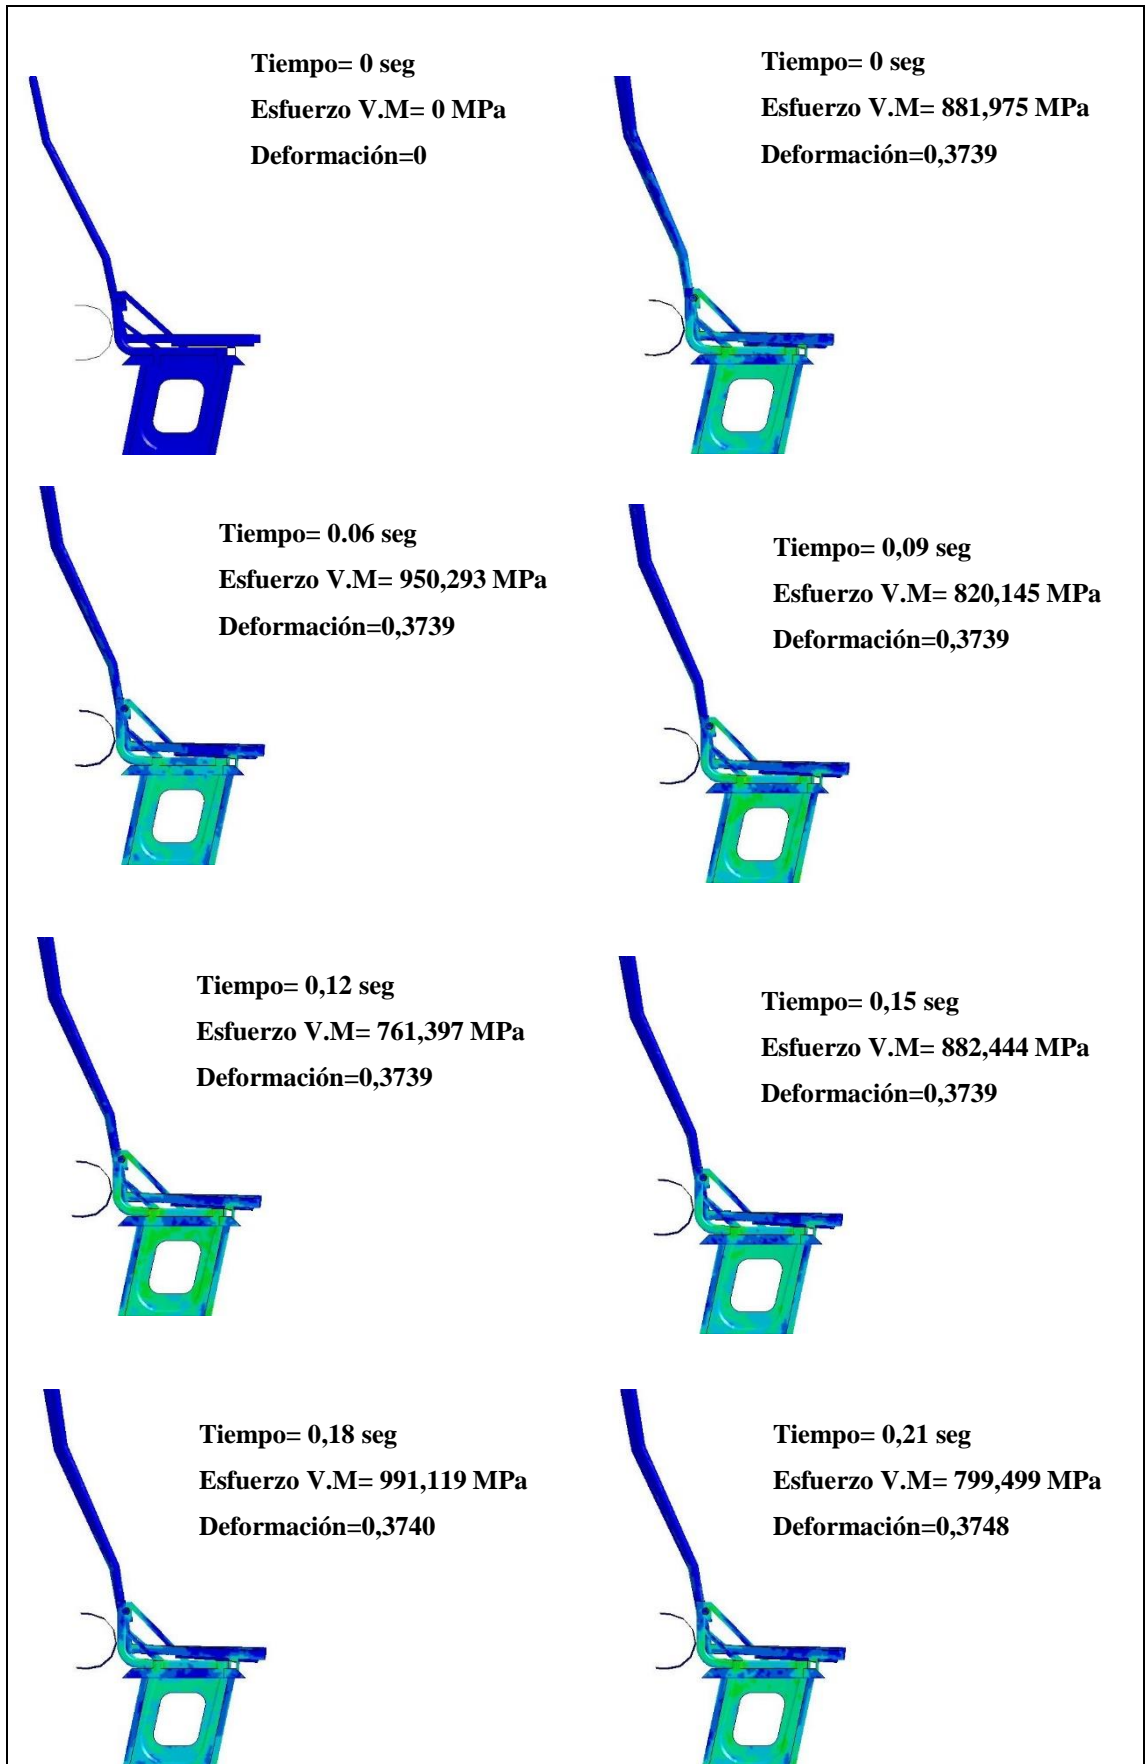 Tiempo= 0 seg
Esfuerzo V.M= 0 MPa
Deformación=0
Tiempo= 0 seg
Esfuerzo V.M= 881,975 MPa
Deformación=0,3739
Tiempo= 0.06 seg
Esfuerzo V.M= 950,293 MPa
Deformación=0,3739
Tiempo= 0,09 seg
Esfuerzo V.M= 820,145 MPa
Deformación=0,3739
Tiempo= 0,12 seg
Esfuerzo V.M= 761,397 MPa
Deformación=0,3739
Tiempo= 0,15 seg
Esfuerzo V.M= 882,444 MPa
Deformación=0,3739
Tiempo= 0,18 seg
Esfuerzo V.M= 991,119 MPa
Deformación=0,3740
Tiempo= 0,21 seg
Esfuerzo V.M= 799,499 MPa
Deformación=0,3748